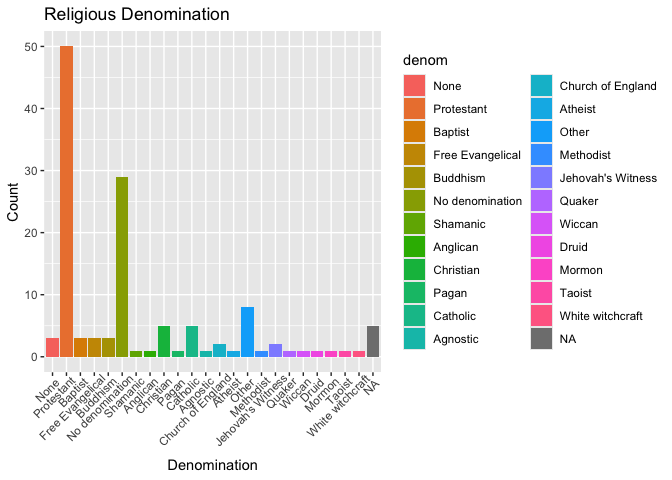 Religious Denomination
50
40
30
20
10
0
Count
None
Protestant
Baptist
Free Evangelical
Buddhism
No denomination
Shamanic
Anglican
Christian
Pagan
Catholic
Agnostic
Church of England
Atheist
Other
Methodist
Jehovah's Witness
Quaker
Wiccan
Druid
Mormon
Taoist
White witchcraft
NA
Denomination
denom
None
Protestant
Baptist
Free Evangelical
Buddhism
No denomination
Shamanic
Anglican
Christian
Pagan
Catholic
Agnostic
Church of England
Atheist
Other
Methodist
Jehovah's Witness
Quaker
Wiccan
Druid
Mormon
Taoist
White witchcraft
NA